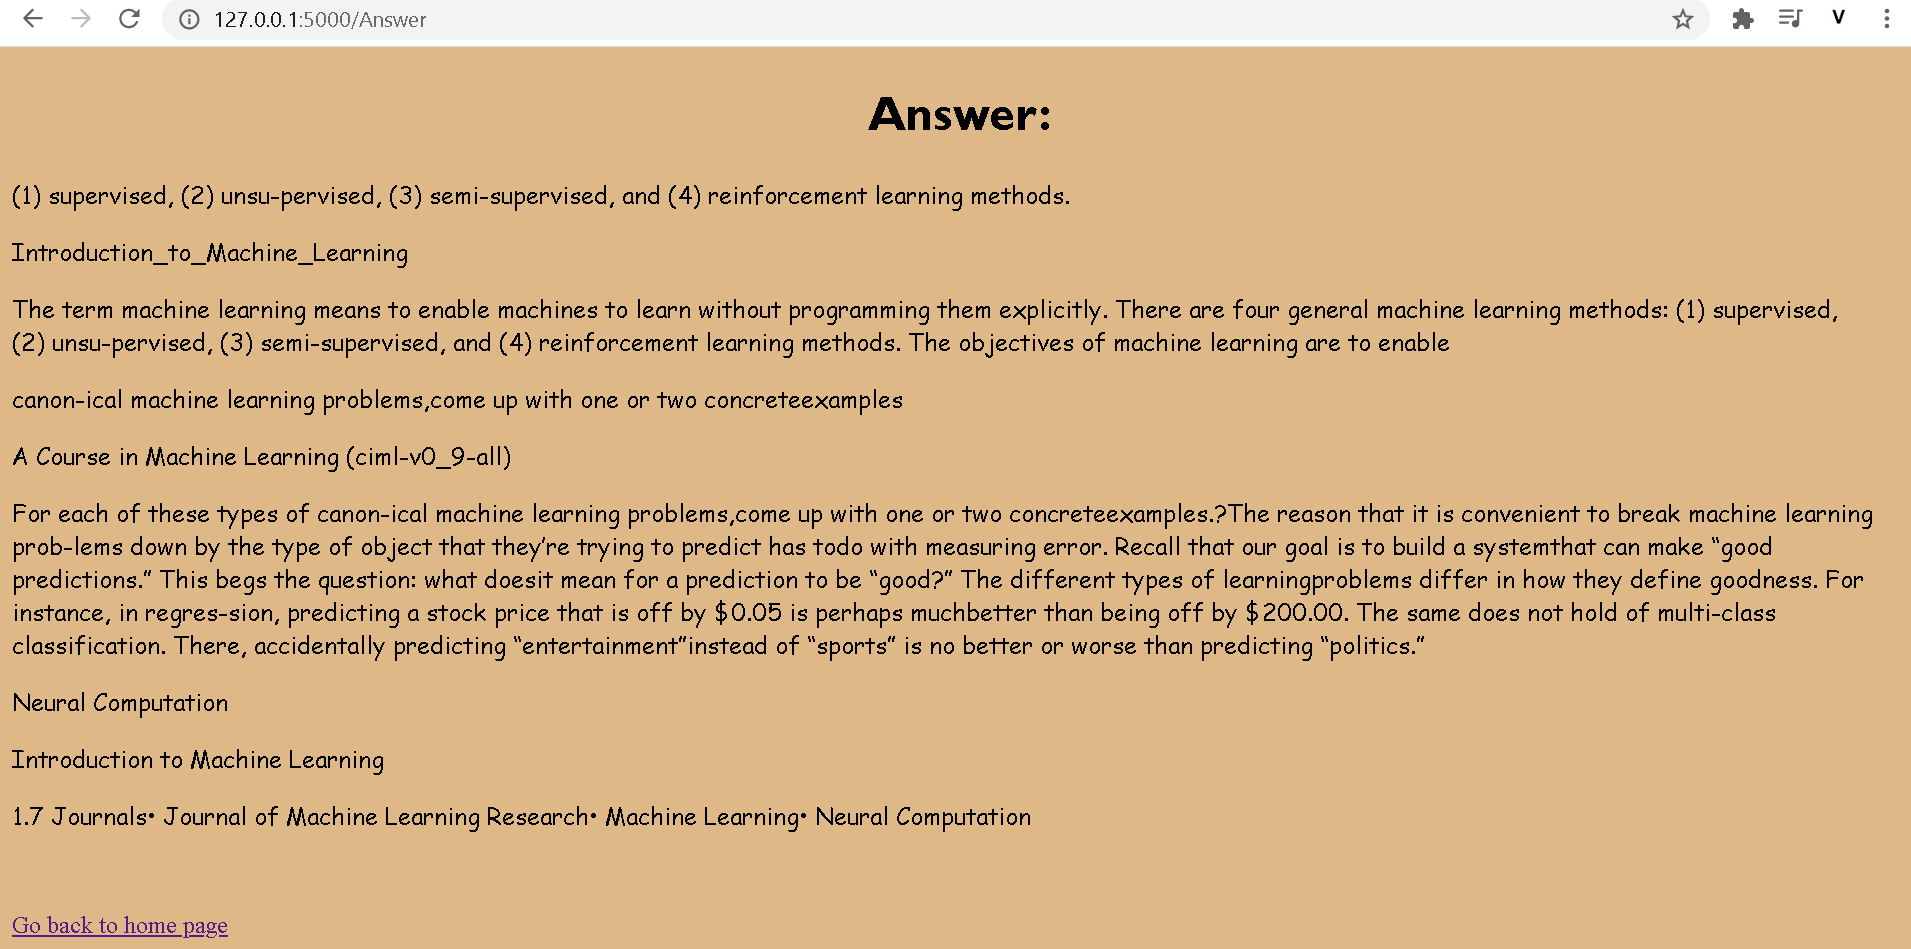 127.0.0.1:5000/Answer
V
Answer:
(1) supervised, (2) unsu-pervised, (3) semi-supervised, and (4) reinforcement learning methods.
Introduction_to_Machine_Learning
The term machine learning means to enable machines to learn without programming them explicitly. There are four general machine learning methods: (1) supervised,
(2) unsu-pervised, (3) semi-supervised, and (4) reinforcement learning methods. The objectives of machine learning are to enable
canon-ical machine learning problems,come up with one or two concreteexamples
A Course in Machine Learning (ciml-v0_9-all)
For each of these types of canon-ical machine learning problems,come up with one or two concreteexamples.?The reason that it is convenient to break machine learning
prob-lems down by the type of object that they’re trying to predict has todo with measuring error. Recall that our goal is to build a systemthat can make “good
predictions.” This begs the question: what doesit mean for a prediction to be “good?” The different types of learningproblems differ in how they define goodness. For
instance, in regres-sion, predicting a stock price that is off by $0.05 is perhaps muchbetter than being off by $200.00. The same does not hold of multi-class
classification. There, accidentally predicting “entertainment”instead of “sports” is no better or worse than predicting “politics.”
Neural Computation
Introduction to Machine Learning
1.7 Journals• Journal of Machine Learning Research• Machine Learning• Neural Computation
Go back to home page